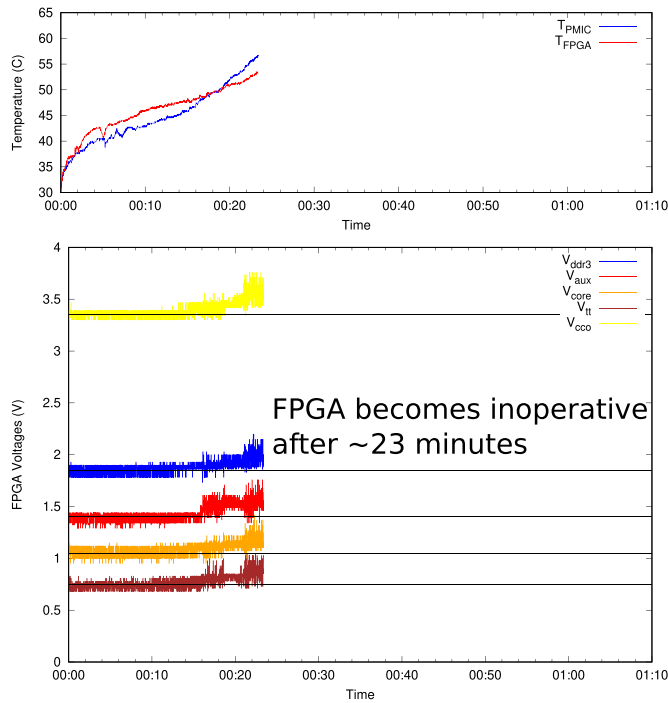 65
60
55
50
45
40
35
30
Temperature (C)
T_PMIC
T_FPGA
00:00 00:10 00:20 00:30 00:40 00:50 01:00 01:10
Time
4
3.5
3
2.5
2
1.5
1
0.5
0
FPGA Voltages (V)
V_ddr3
V_aux
V_core
V_tt
V_cco
FPGA becomes inoperative
after ~23 minutes
00:00 00:10 00:20 00:30 00:40 00:50 01:00 01:10
Time